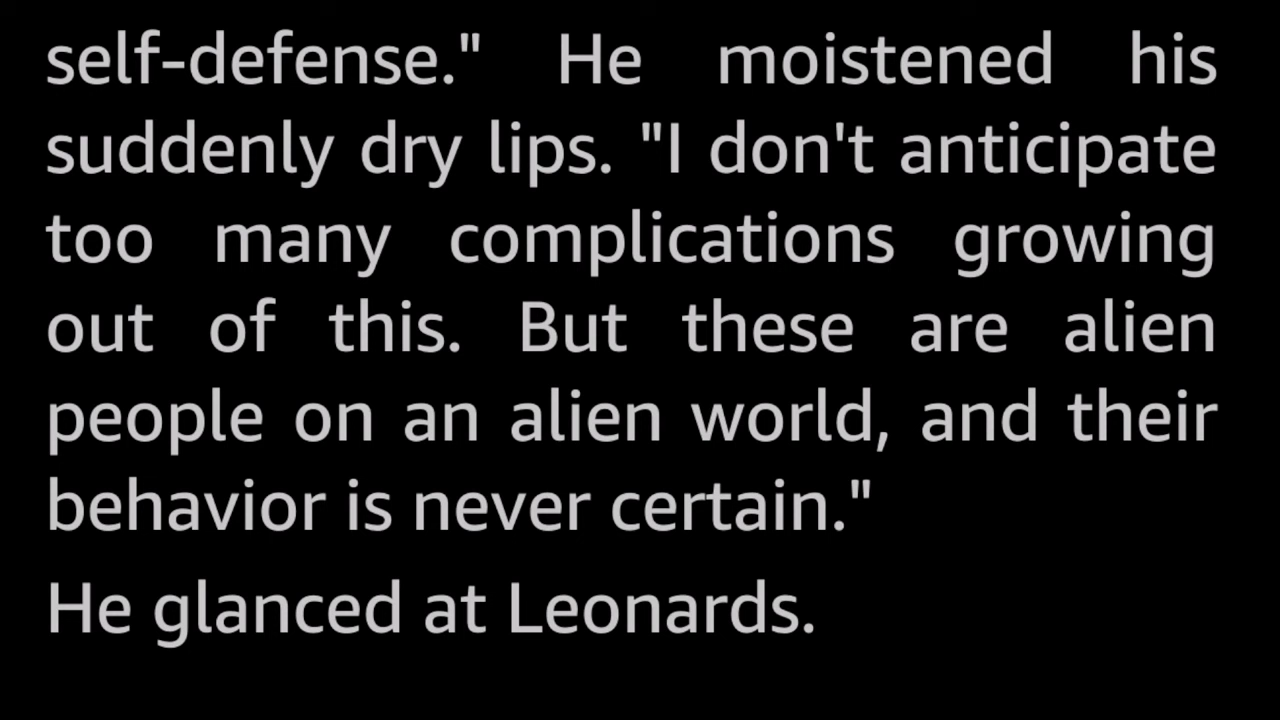 self-defense." He moistened his
suddenly dry lips. "I don't anticipate
too many complications growing
out of this. But these are alien
people on an alien world, and their
behavior is never certain."
He glanced at Leonards.